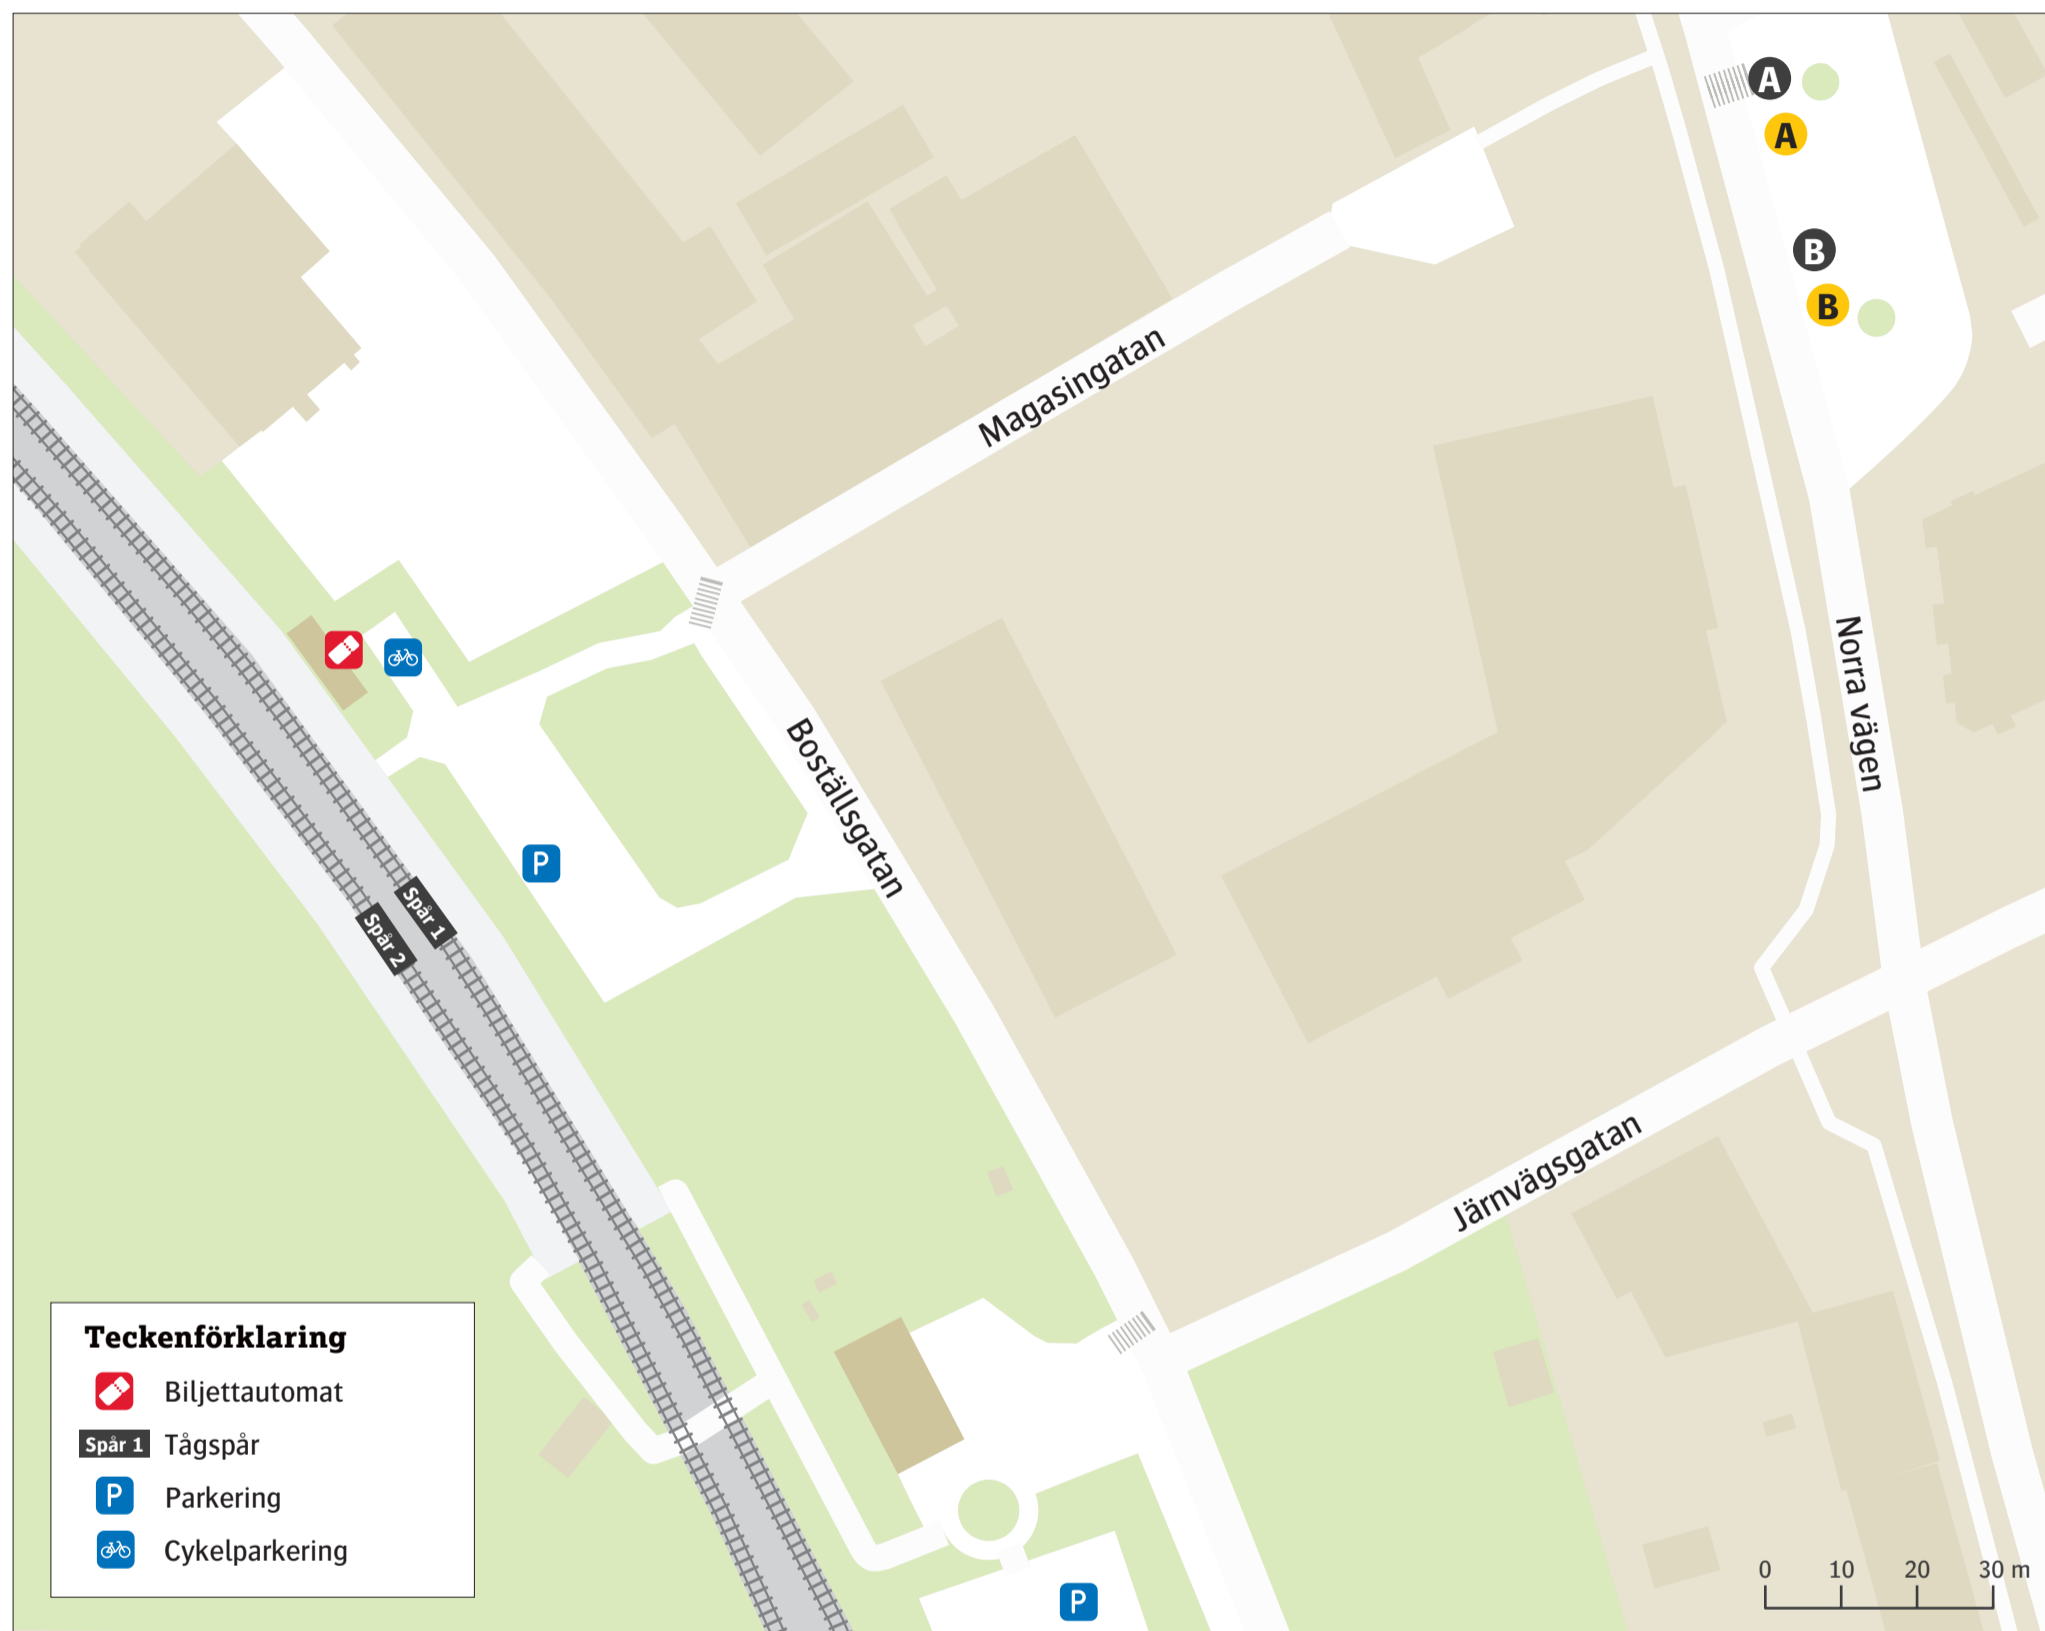 A
A
B
B
Magasingatan
Norra vägen
Boställsgatan
P
Spår 1
Spår 2
Järnvägsgatan
Teckenförklaring
Biljettautomat
Spår 1 Tågspår
P Parkering
Cykelparkering
0 10 20 30 m
P